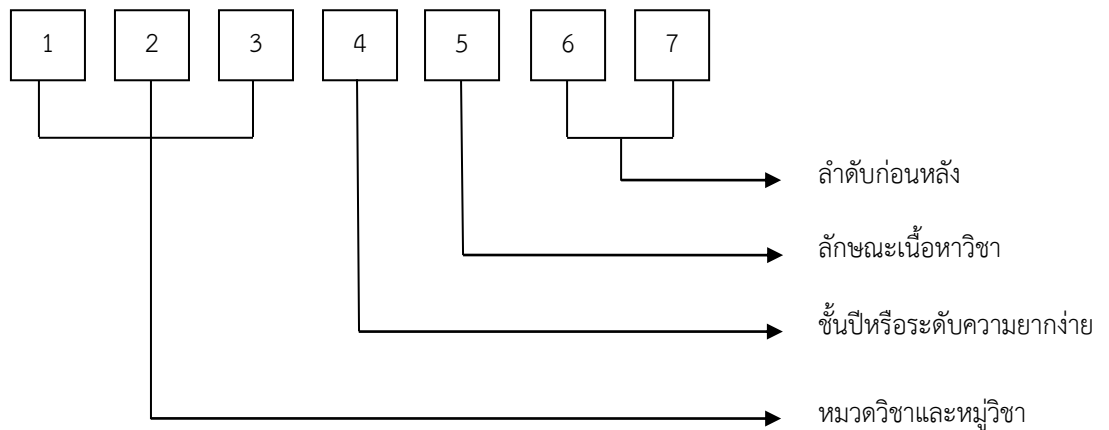 1 2 3 4 5 6 7
ลำดับก่อนหลัง
ลักษณะเนื้อหาวิชา
ชั้นปีหรือระดับความยากง่าย
หมวดวิชาและหมู่วิชา